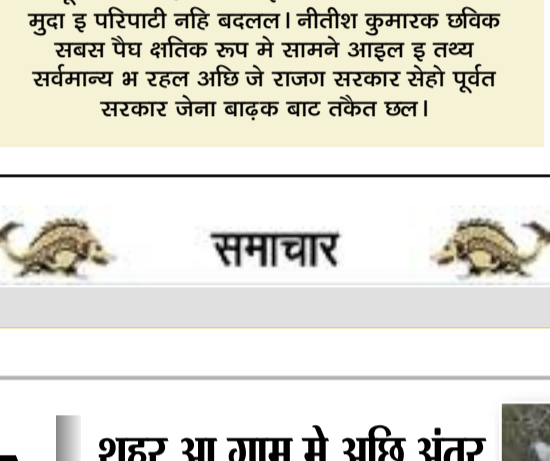 मुदा इ परिपाटी नहि बदलल। नीतीश कुमारक छविक
सबस पैघ क्षतिक रूप मे सामने आइल इ तथ्य
सर्वमान्य भ रहल अछि जे राजग सरकार सेहो पूर्वत
सरकार जेना बाढ़क बाट तकैत छल।
समाचार
शहर आ गाम मे अछि अंतर